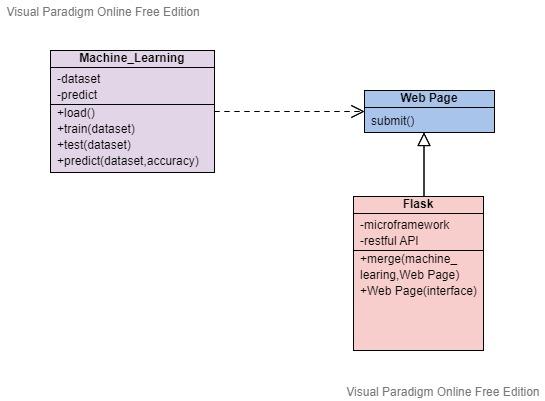 Visual Paradigm Online Free Edition
Machine_Learning
-dataset
-predict
+load()
+train(dataset)
+test(dataset)
+predict(dataset,accuracy)
Web Page
submit()
Flask
-microframework
-restful API
+merge(machine_
learing,Web Page)
+Web Page(interface)
Visual Paradigm Online Free Edition